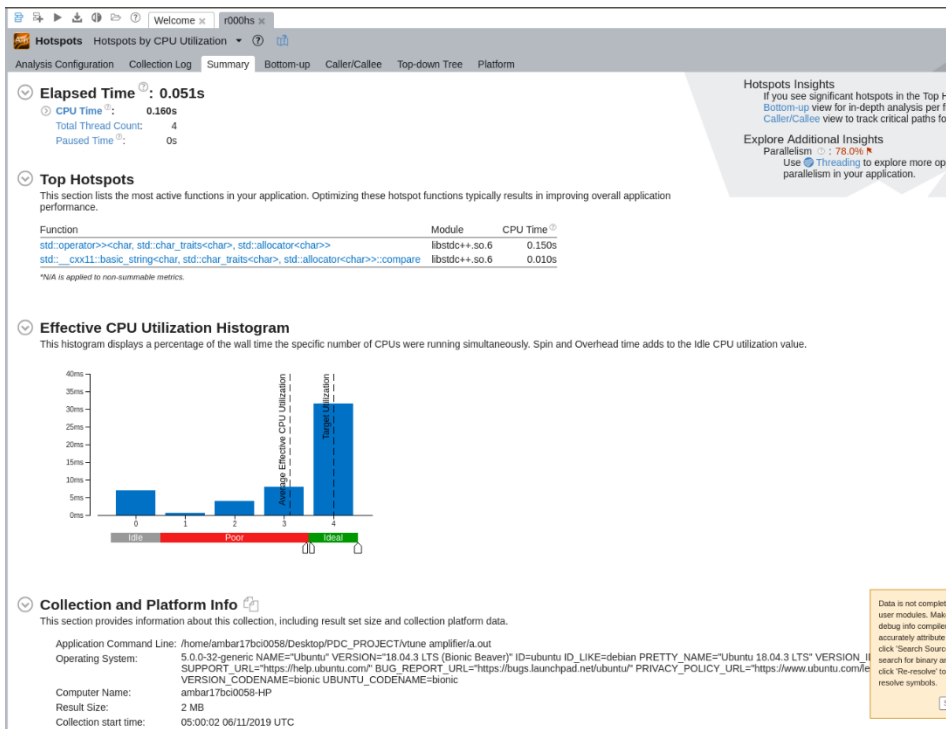 Welcome ×
r000hs ×
Hotspots Hotspots by CPU Utilization
Analysis Configuration Collection Log Summary Bottom-up Caller/Callee Top-down Tree Platform
Elapsed Time : 0.051s
CPU Time : 0.160s
Total Thread Count: 4
Paused Time : 0s
Hotspots Insights
If you see significant hotspots in the Top H
Bottom-up view for in-depth analysis per f
Caller/Callee view to track critical paths fo
Explore Additional Insights
Parallelism : 78.0%
Use Threading to explore more op
parallelism in your application.
Top Hotspots
This section lists the most active functions in your application. Optimizing these hotspot functions typically results in improving overall application
performance.
Function Module CPU Time
std::operator>><char, std::char_traits<char>, std::allocator<char>> libstdc++.so.6 0.150s
std::__cxx11::basic_string<char, std::char_traits<char>, std::allocator<char>>::compare libstdc++.so.6 0.010s
*N/A is applied to non-summable metrics.
Effective CPU Utilization Histogram
This histogram displays a percentage of the wall time the specific number of CPUs were running simultaneously. Spin and Overhead time adds to the Idle CPU utilization value.
40ms
35ms
30ms
25ms
20ms
15ms
10ms
5ms
0ms
Average Effective CPU Utilization
Target Utilization
0 1 2 3 4
Idle Poor Ideal
Collection and Platform Info
This section provides information about this collection, including result set size and collection platform data.
Application Command Line: /home/ambar17bci0058/Desktop/PDC_PROJECT/vtune amplifier/a.out
Operating System: 5.0.0-32-generic NAME="Ubuntu" VERSION="18.04.3 LTS (Bionic Beaver)" ID=ubuntu ID_LIKE=debian PRETTY_NAME="Ubuntu 18.04.3 LTS" VERSION_I
SUPPORT_URL="https://help.ubuntu.com/" BUG_REPORT_URL="https://bugs.launchpad.net/ubuntu/" PRIVACY_POLICY_URL="https://www.ubuntu.com/le
VERSION_CODENAME=bionic UBUNTU_CODENAME=bionic
Computer Name: ambar17bci0058-HP
Result Size: 2 MB
Collection start time: 05:00:02 06/11/2019 UTC
Data is not complet
user modules. Mak
debug info compile
accurately attribute
click 'Search Sourc
search for binary a
click 'Re-resolve' to
resolve symbols.